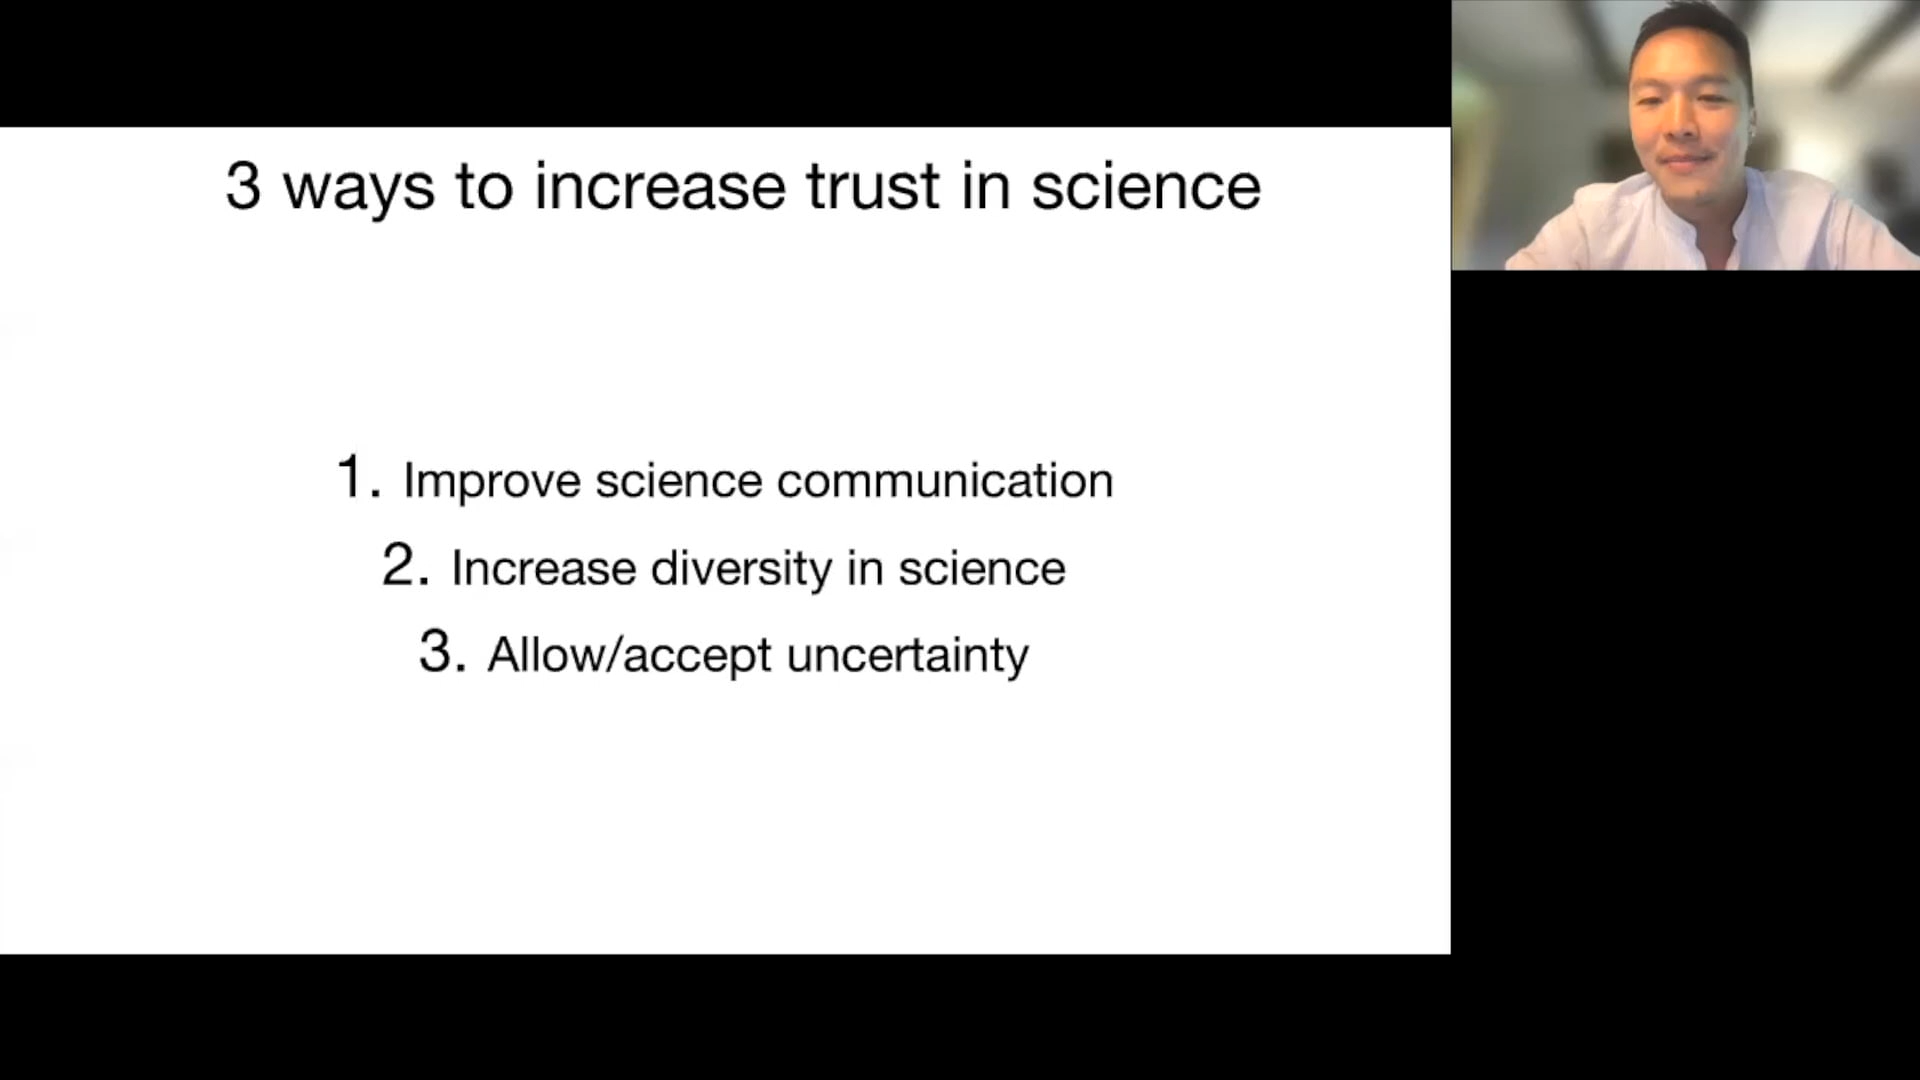 3 ways to increase trust in science
1. Improve science communication
2. Increase diversity in science
3. Allow/accept uncertainty